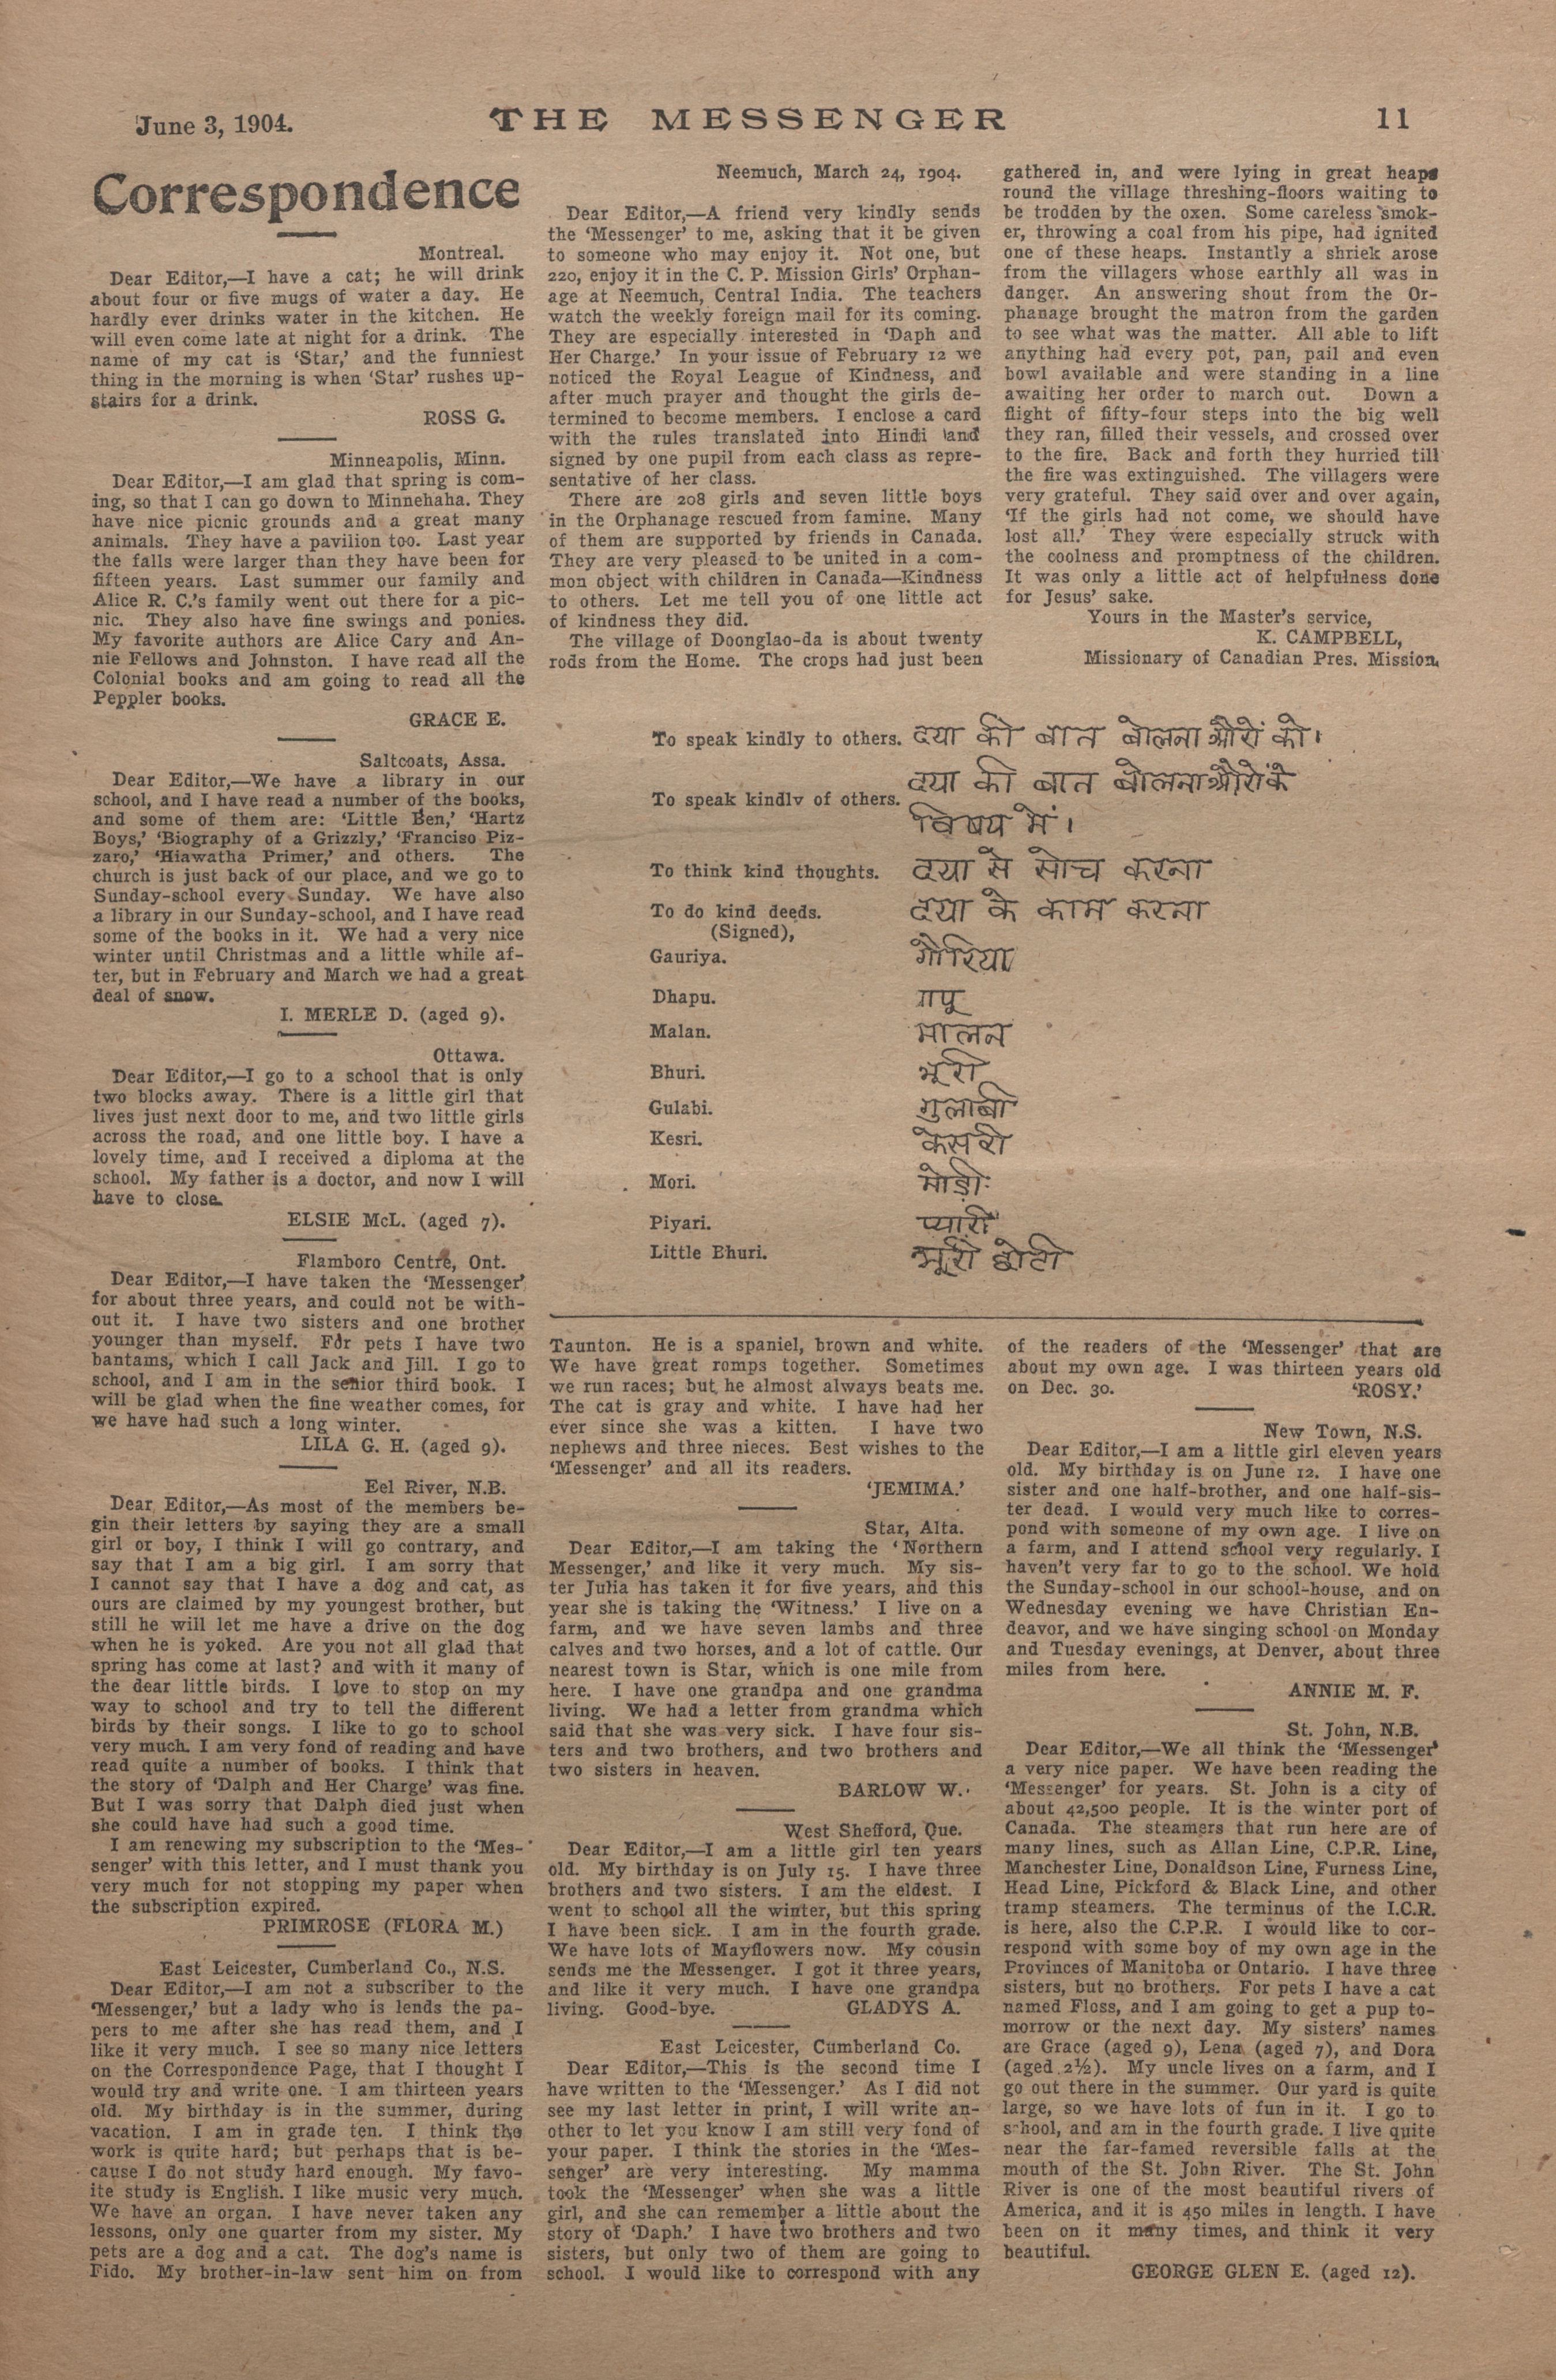 June 3, 1904.
THE MESSENGER
11
Correspondence
Montreal.
Dear Editor,—I have a cat; he will drink
about four or five mugs of water a day. He
hardly ever drinks water in the kitchen. He
will even come late at night for a drink. The
name of my cat is ‘Star,’ and the funniest
thing in the morning is when ‘Star’ rushes up-
stairs for a drink.
ROSS G.
Minneapolis, Minn.
Dear Editor,—I am glad that spring is com-
ing, so that I can go down to Minnehaha. They
have nice picnic grounds and a great many
animals. They have a pavilion too. Last year
the falls were larger than they have been for
fifteen years. Last summer our family and
Alice R. C.’s family went out there for a pic-
nic. They also have fine swings and ponies.
My favorite authors are Alice Cary and An-
nie Fellows and Johnston. I have read all the
Colonial books and am going to read all the
Peppler books.
GRACE E.
Saltcoats, Assa.
Dear Editor,—We have a library in our
school, and I have read a number of the books,
and some of them are: ‘Little Ben,’ ‘Hartz
Boys,’ ‘Biography of a Grizzly,’ ‘Franciso Piz-
zaro,’ ‘Hiawatha Primer,’ and others. The
church is just back of our place, and we go to
Sunday-school every Sunday. We have also
a library in our Sunday-school, and I have read
some of the books in it. We had a very nice
winter until Christmas and a little while af-
ter, but in February and March we had a great
deal of snow.
I. MERLE D. (aged 9).
Ottawa.
Dear Editor,—I go to a school that is only
two blocks away. There is a little girl that
lives just next door to me, and two little girls
across the road, and one little boy. I have a
lovely time, and I received a diploma at the
school. My father is a doctor, and now I will
have to close.
ELSIE McL. (aged 7).
Flamboro Centre, Ont.
Dear Editor,—I have taken the ‘Messenger’
for about three years, and could not be with-
out it. I have two sisters and one brother
younger than myself. For pets I have two
bantams, which I call Jack and Jill. I go to
school, and I am in the senior third book. I
will be glad when the fine weather comes, for
we have had such a long winter.
LILA G. H. (aged 9).
Eel River, N.B.
Dear Editor,—As most of the members be-
gin their letters by saying they are a small
girl or boy, I think I will go contrary, and
say that I am a big girl. I am sorry that
I cannot say that I have a dog and cat, as
ours are claimed by my youngest brother, but
still he will let me have a drive on the dog
when he is yoked. Are you not all glad that
spring has come at last? and with it many of
the dear little birds. I love to stop on my
way to school and try to tell the different
birds by their songs. I like to go to school
very much. I am very fond of reading and have
read quite a number of books. I think that
the story of ‘Dalph and Her Charge’ was fine.
But I was sorry that Dalph died just when
she could have had such a good time.
I am renewing my subscription to the ‘Mes-
senger’ with this letter, and I must thank you
very much for not stopping my paper when
the subscription expired.
PRIMROSE (FLORA M.)
East Leicester, Cumberland Co., N.S.
Dear Editor,—I am not a subscriber to the
‘Messenger,’ but a lady who is lends the pa-
pers to me after she has read them, and I
like it very much. I see so many nice letters
on the Correspondence Page, that I thought I
would try and write one. I am thirteen years
old. My birthday is in the summer, during
vacation. I am in grade ten. I think the
work is quite hard; but perhaps that is be-
cause I do not study hard enough. My favo-
ite study is English. I like music very much.
We have an organ. I have never taken any
lessons, only one quarter from my sister. My
pets are a dog and a cat. The dog’s name is
Fido. My brother-in-law sent him on from
Neemuch, March 24, 1904.
Dear Editor,—A friend very kindly sends
the ‘Messenger’ to me, asking that it be given
to someone who may enjoy it. Not one, but
220, enjoy it in the C. P. Mission Girls’ Orphan-
age at Neemuch, Central India. The teachers
watch the weekly foreign mail for its coming.
They are especially interested in ‘Daph and
Her Charge.’ In your issue of February 12 we
noticed the Royal League of Kindness, and
after much prayer and thought the girls de-
termined to become members. I enclose a card
with the rules translated into Hindi and
signed by one pupil from each class as repre-
sentative of her class.
There are 208 girls and seven little boys
in the Orphanage rescued from famine. Many
of them are supported by friends in Canada.
They are very pleased to be united in a com-
mon object with children in Canada—Kindness
to others. Let me tell you of one little act
of kindness they did.
The village of Doonglao-da is about twenty
rods from the Home. The crops had just been
gathered in, and were lying in great heaps
round the village threshing-floors waiting to
be trodden by the oxen. Some careless smok-
er, throwing a coal from his pipe, had ignited
one of these heaps. Instantly a shriek arose
from the villagers whose earthly all was in
danger. An answering shout from the Or-
phanage brought the matron from the garden
to see what was the matter. All able to lift
anything had every pot, pan, pail and even
bowl available and were standing in a line
awaiting her order to march out. Down a
flight of fifty-four steps into the big well
they ran, filled their vessels, and crossed over
to the fire. Back and forth they hurried till
the fire was extinguished. The villagers were
very grateful. They said over and over again,
‘If the girls had not come, we should have
lost all.’ They were especially struck with
the coolness and promptness of the children.
It was only a little act of helpfulness done
for Jesus’ sake.
Yours in the Master’s service,
K. CAMPBELL,
Missionary of Canadian Pres. Mission.
To speak kindly to others. दया की बात बोलना औरों को।
To speak kindly of others. दया की बात बोलना औरों के
विषय में।
To think kind thoughts. दया से सोच करना
To do kind deeds. दया के काम करना
(Signed),
Gauriya. गौरिया
Dhapu. गपू
Malan. मालन
Bhuri. भूरी
Gulabi. गुलाबी
Kesri. केसरी
Mori. मोड़ी
Piyari. प्यारी
Little Bhuri. भूरी छोटी
Taunton. He is a spaniel, brown and white.
We have great romps together. Sometimes
we run races; but he almost always beats me.
The cat is gray and white. I have had her
ever since she was a kitten. I have two
nephews and three nieces. Best wishes to the
‘Messenger’ and all its readers.
‘JEMIMA.’
Star, Alta.
Dear Editor,—I am taking the ‘Northern
Messenger,’ and like it very much. My sis-
ter Julia has taken it for five years, and this
year she is taking the ‘Witness.’ I live on a
farm, and we have seven lambs and three
calves and two horses, and a lot of cattle. Our
nearest town is Star, which is one mile from
here. I have one grandpa and one grandma
living. We had a letter from grandma which
said that she was very sick. I have four sis-
ters and two brothers, and two brothers and
two sisters in heaven.
BARLOW W.
West Shefford, Que.
Dear Editor,—I am a little girl ten years
old. My birthday is on July 15. I have three
brothers and two sisters. I am the eldest. I
went to school all the winter, but this spring
I have been sick. I am in the fourth grade.
We have lots of Mayflowers now. My cousin
sends me the Messenger. I got it three years,
and like it very much. I have one grandpa
living. Good-bye. GLADYS A.
East Leicester, Cumberland Co.
Dear Editor,—This is the second time I
have written to the ‘Messenger.’ As I did not
see my last letter in print, I will write an-
other to let you know I am still very fond of
your paper. I think the stories in the ‘Mes-
senger’ are very interesting. My mamma
took the ‘Messenger’ when she was a little
girl, and she can remember a little about the
story of ‘Daph.’ I have two brothers and two
sisters, but only two of them are going to
school. I would like to correspond with any
of the readers of the ‘Messenger’ that are
about my own age. I was thirteen years old
on Dec. 30. ‘ROSY.’
New Town, N.S.
Dear Editor,—I am a little girl eleven years
old. My birthday is on June 12. I have one
sister and one half-brother, and one half-sis-
ter dead. I would very much like to corres-
pond with someone of my own age. I live on
a farm, and I attend school very regularly. I
haven’t very far to go to the school. We hold
the Sunday-school in our school-house, and on
Wednesday evening we have Christian En-
deavor, and we have singing school on Monday
and Tuesday evenings, at Denver, about three
miles from here.
ANNIE M. F.
St. John, N.B.
Dear Editor,—We all think the ‘Messenger’
a very nice paper. We have been reading the
‘Messenger’ for years. St. John is a city of
about 42,500 people. It is the winter port of
Canada. The steamers that run here are of
many lines, such as Allan Line, C.P.R. Line,
Manchester Line, Donaldson Line, Furness Line,
Head Line, Pickford & Black Line, and other
tramp steamers. The terminus of the I.C.R.
is here, also the C.P.R. I would like to cor-
respond with some boy of my own age in the
Provinces of Manitoba or Ontario. I have three
sisters, but no brothers. For pets I have a cat
named Floss, and I am going to get a pup to-
morrow or the next day. My sisters’ names
are Grace (aged 9), Lena (aged 7), and Dora
(aged 2½). My uncle lives on a farm, and I
go out there in the summer. Our yard is quite
large, so we have lots of fun in it. I go to
school, and am in the fourth grade. I live quite
near the far-famed reversible falls at the
mouth of the St. John River. The St. John
River is one of the most beautiful rivers of
America, and it is 450 miles in length. I have
been on it many times, and think it very
beautiful.
GEORGE GLEN E. (aged 12).